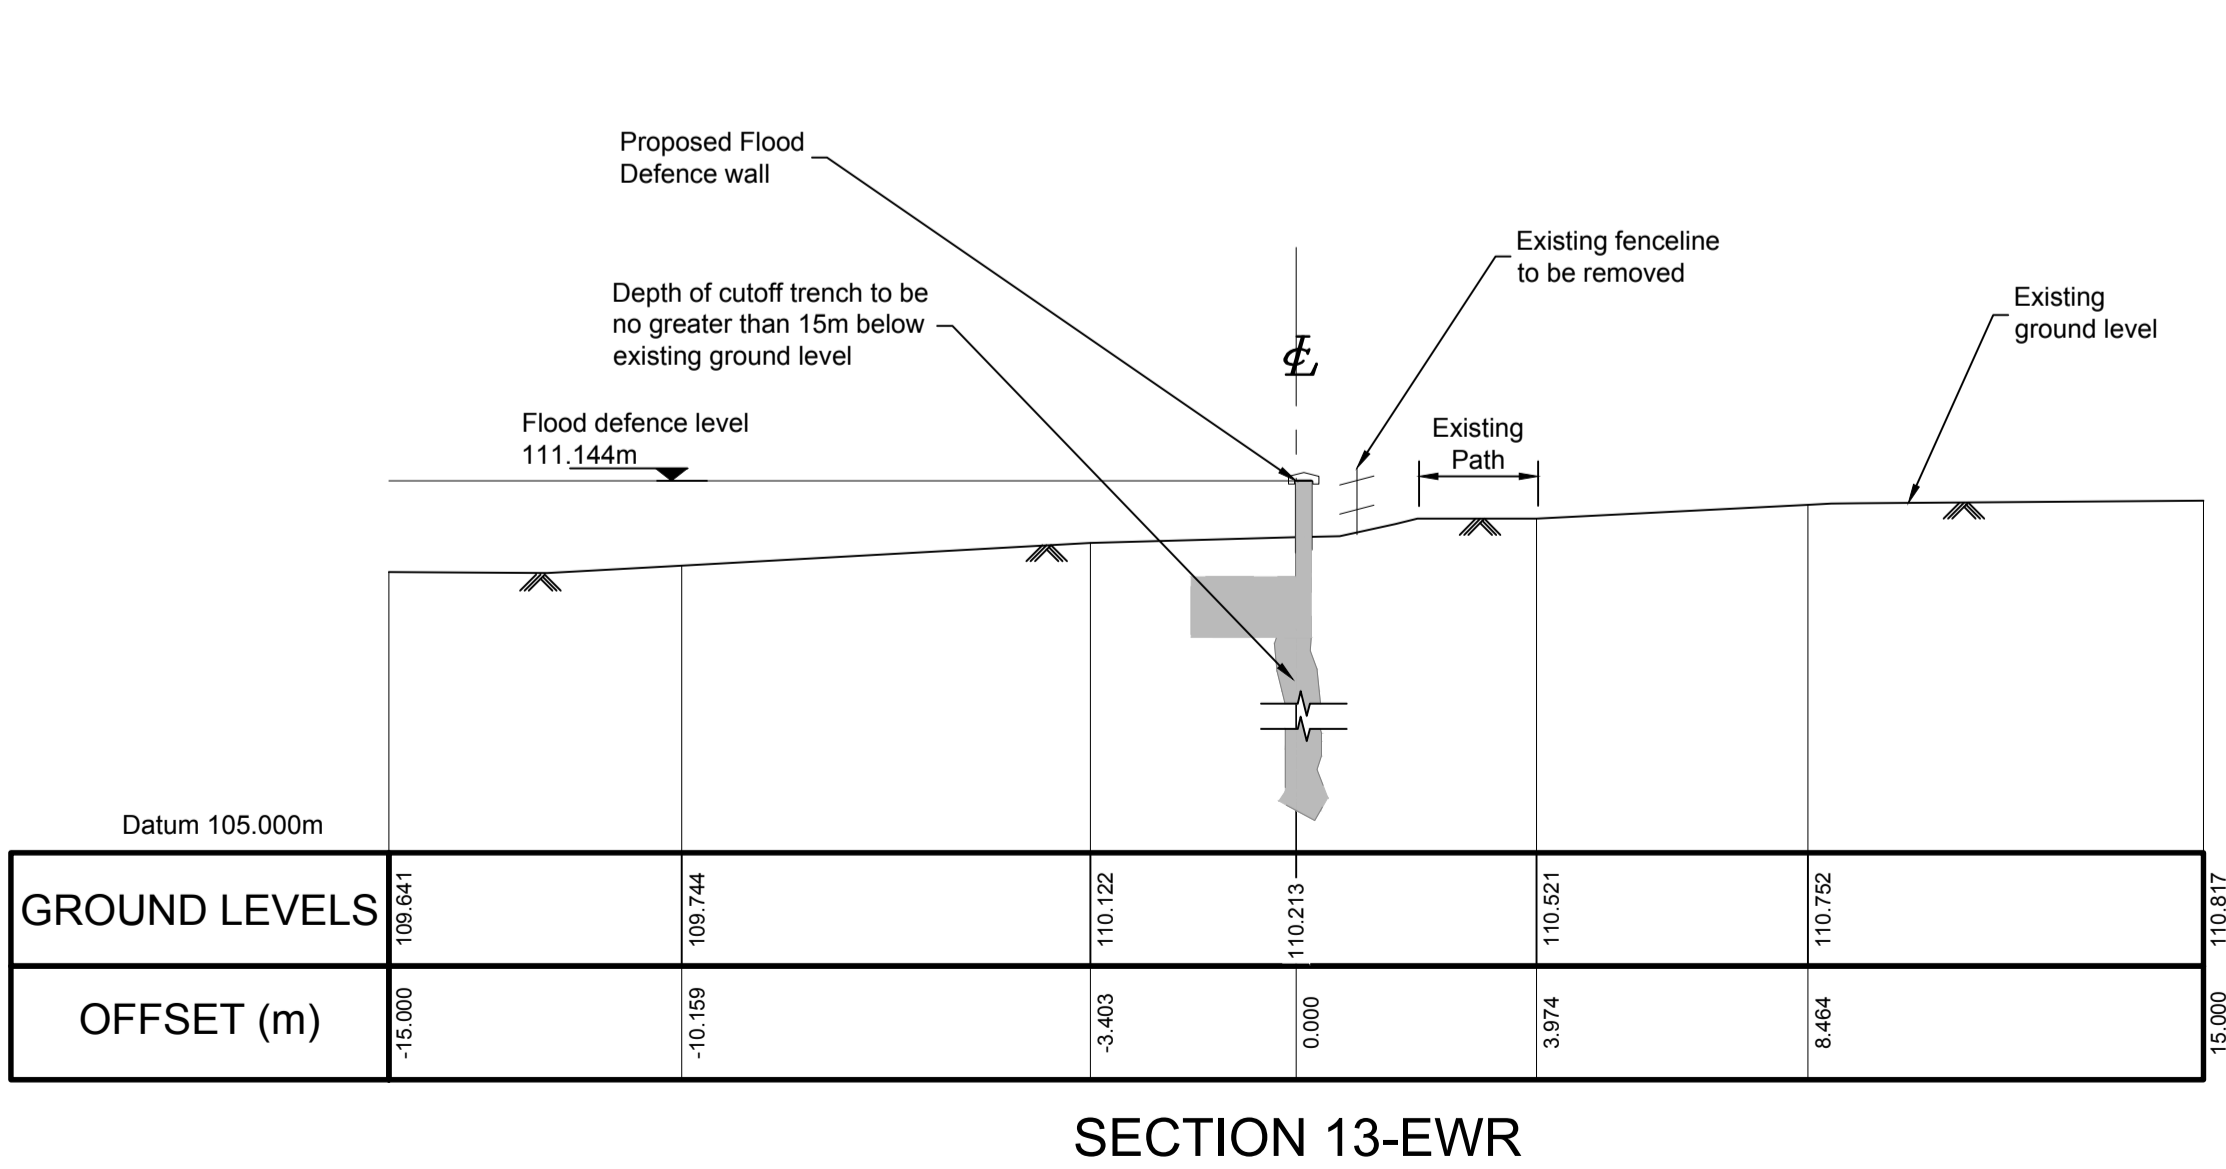 Proposed Flood
Defence wall
Existing fenceline
to be removed
Depth of cutoff trench to be
no greater than 15m below
existing ground level
Existing
ground level
℄
Flood defence level
111.144m
Existing
Path
Datum 105.000m
GROUND LEVELS
109.641
109.744
110.122
110.213
110.521
110.752
110.817
OFFSET (m)
-15.000
-10.159
-3.403
0.000
3.974
8.464
15.000
SECTION 13-EWR